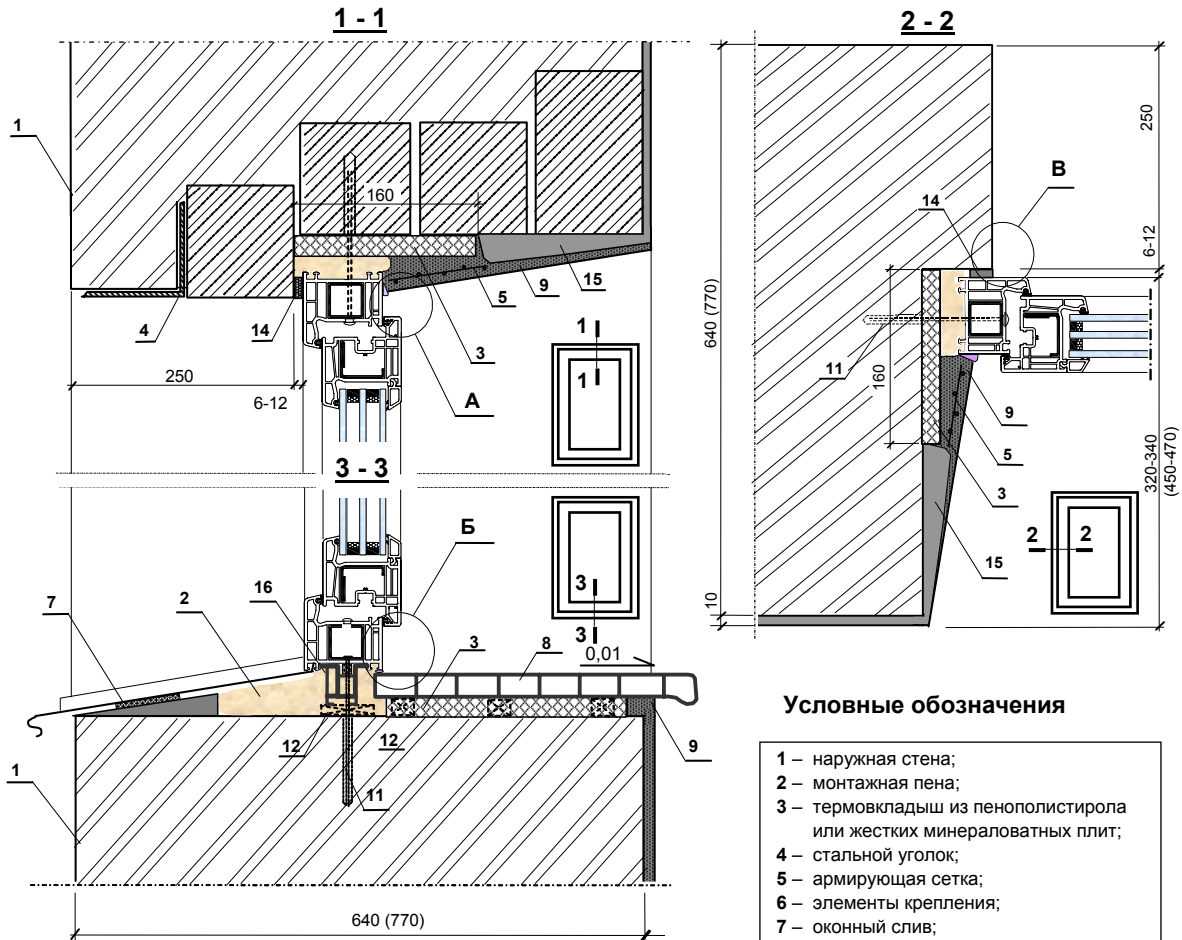 1 - 1
1
160
4
14
250
6-12
3
5
9
15
1
1
А
3 - 3
Б
7
2
16
3
8
3
3
0,01
12
12
11
9
1
640 (770)
2 - 2
640 (770)
10
250
6-12
В
14
11
160
9
5
3
15
320-340
(450-470)
2
2
Условные обозначения
1 – наружная стена;
2 – монтажная пена;
3 – термовкладыш из пенополистирола
или жестких минераловатных плит;
4 – стальной уголок;
5 – армирующая сетка;
6 – элементы крепления;
7 – оконный слив;